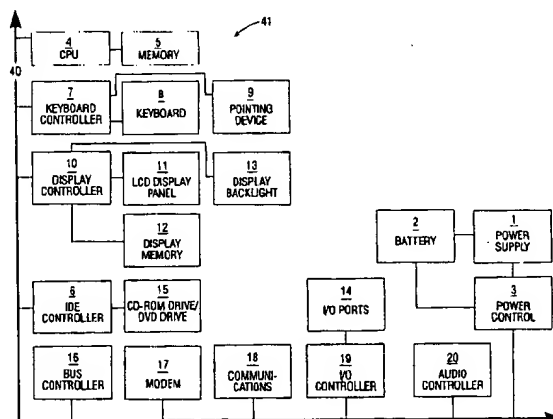 41
4
CPU
5
MEMORY
40
7
KEYBOARD
CONTROLLER
8
KEYBOARD
9
POINTING
DEVICE
10
DISPLAY
CONTROLLER
11
LCD DISPLAY
PANEL
13
DISPLAY
BACKLIGHT
12
DISPLAY
MEMORY
2
BATTERY
1
POWER
SUPPLY
3
POWER
CONTROL
6
IDE
CONTROLLER
15
CD-ROM DRIVE/
DVD DRIVE
14
I/O PORTS
16
BUS
CONTROLLER
17
MODEM
18
COMMUNI-
CATIONS
19
I/O
CONTROLLER
20
AUDIO
CONTROLLER